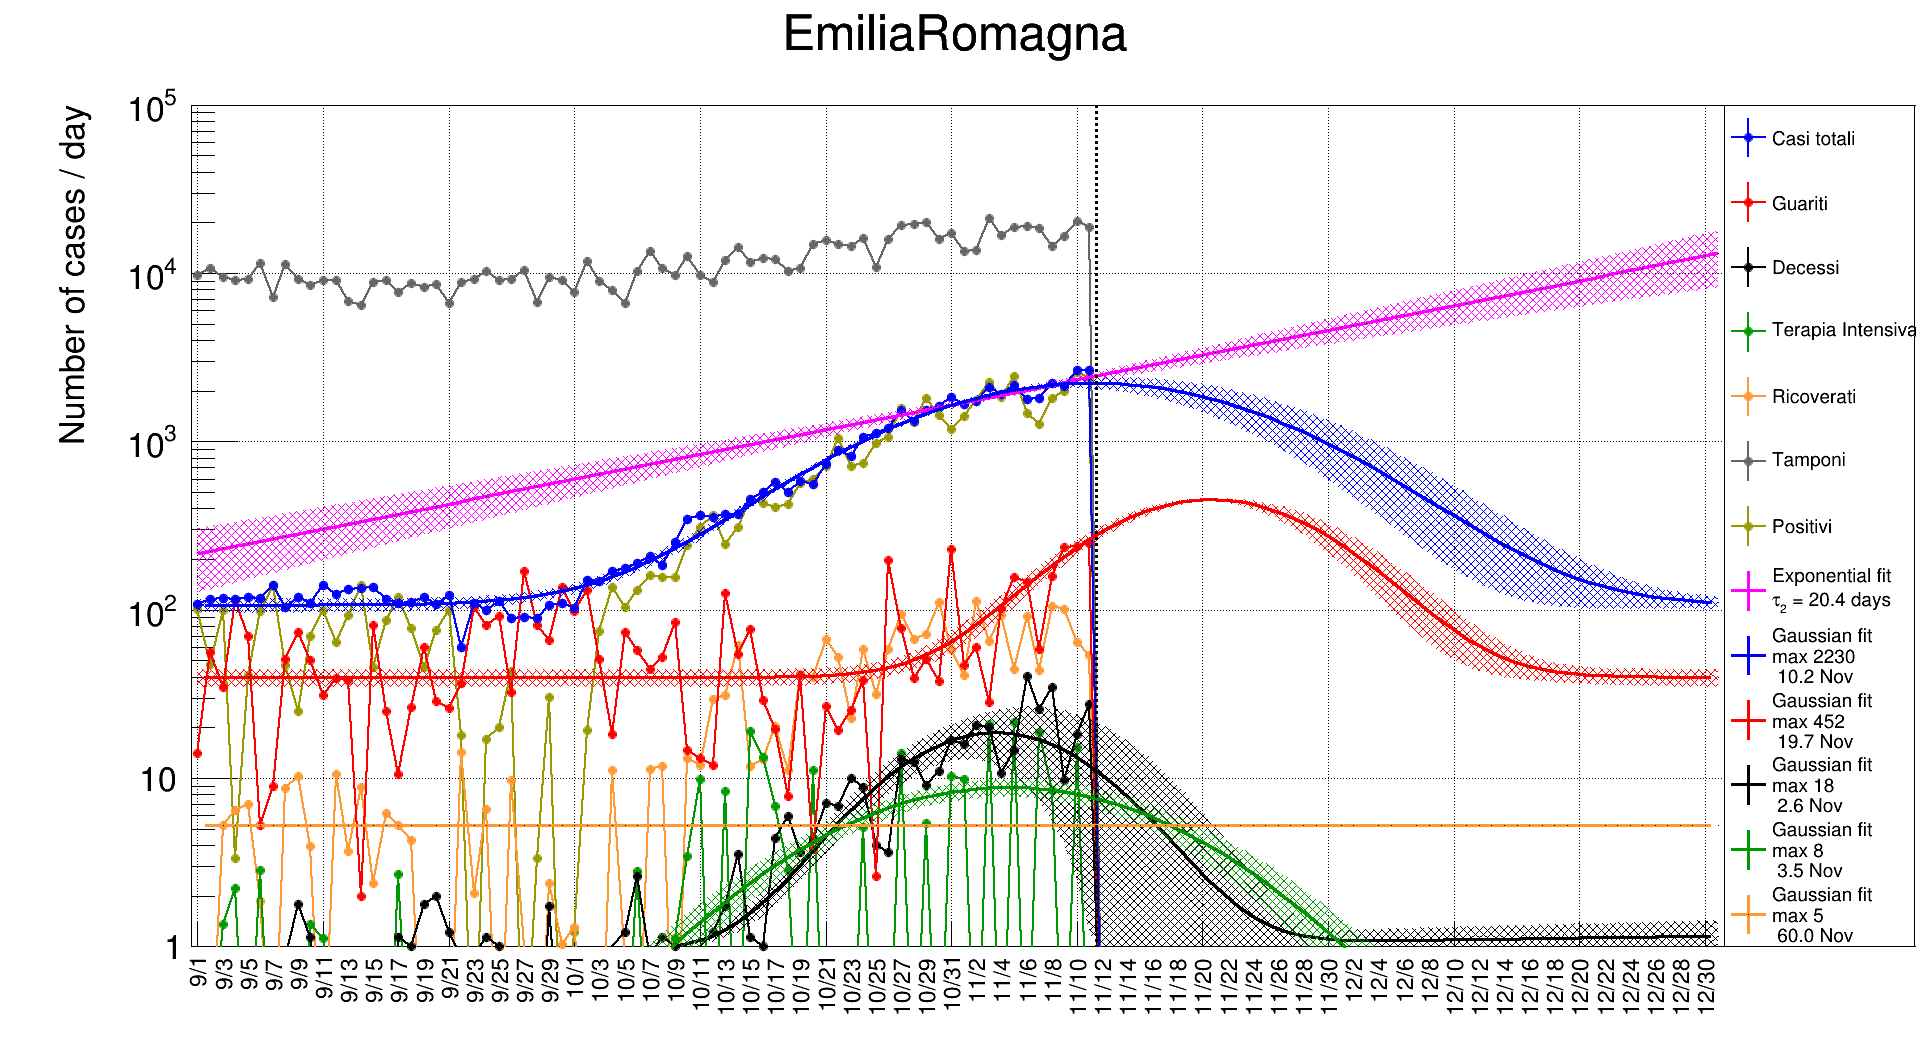 EmiliaRomagna
Number of cases / day
10^5
10^4
10^3
10^2
10
1
9/1 9/3 9/5 9/7 9/9 9/11 9/13 9/15 9/17 9/19 9/21 9/23 9/25 9/27 9/29 10/1 10/3 10/5 10/7 10/9 10/11 10/13 10/15 10/17 10/19 10/21 10/23 10/25 10/27 10/29 10/31 11/2 11/4 11/6 11/8 11/10 11/12 11/14 11/16 11/18 11/20 11/22 11/24 11/26 11/28 11/30 12/2 12/4 12/6 12/8 12/10 12/12 12/14 12/16 12/18 12/20 12/22 12/24 12/26 12/28 12/30
Casi totali
Guariti
Decessi
Terapia Intensiva
Ricoverati
Tamponi
Positivi
Exponential fit
τ2 = 20.4 days
Gaussian fit
max 2230
10.2 Nov
Gaussian fit
max 452
19.7 Nov
Gaussian fit
max 18
2.6 Nov
Gaussian fit
max 8
3.5 Nov
Gaussian fit
max 5
60.0 Nov